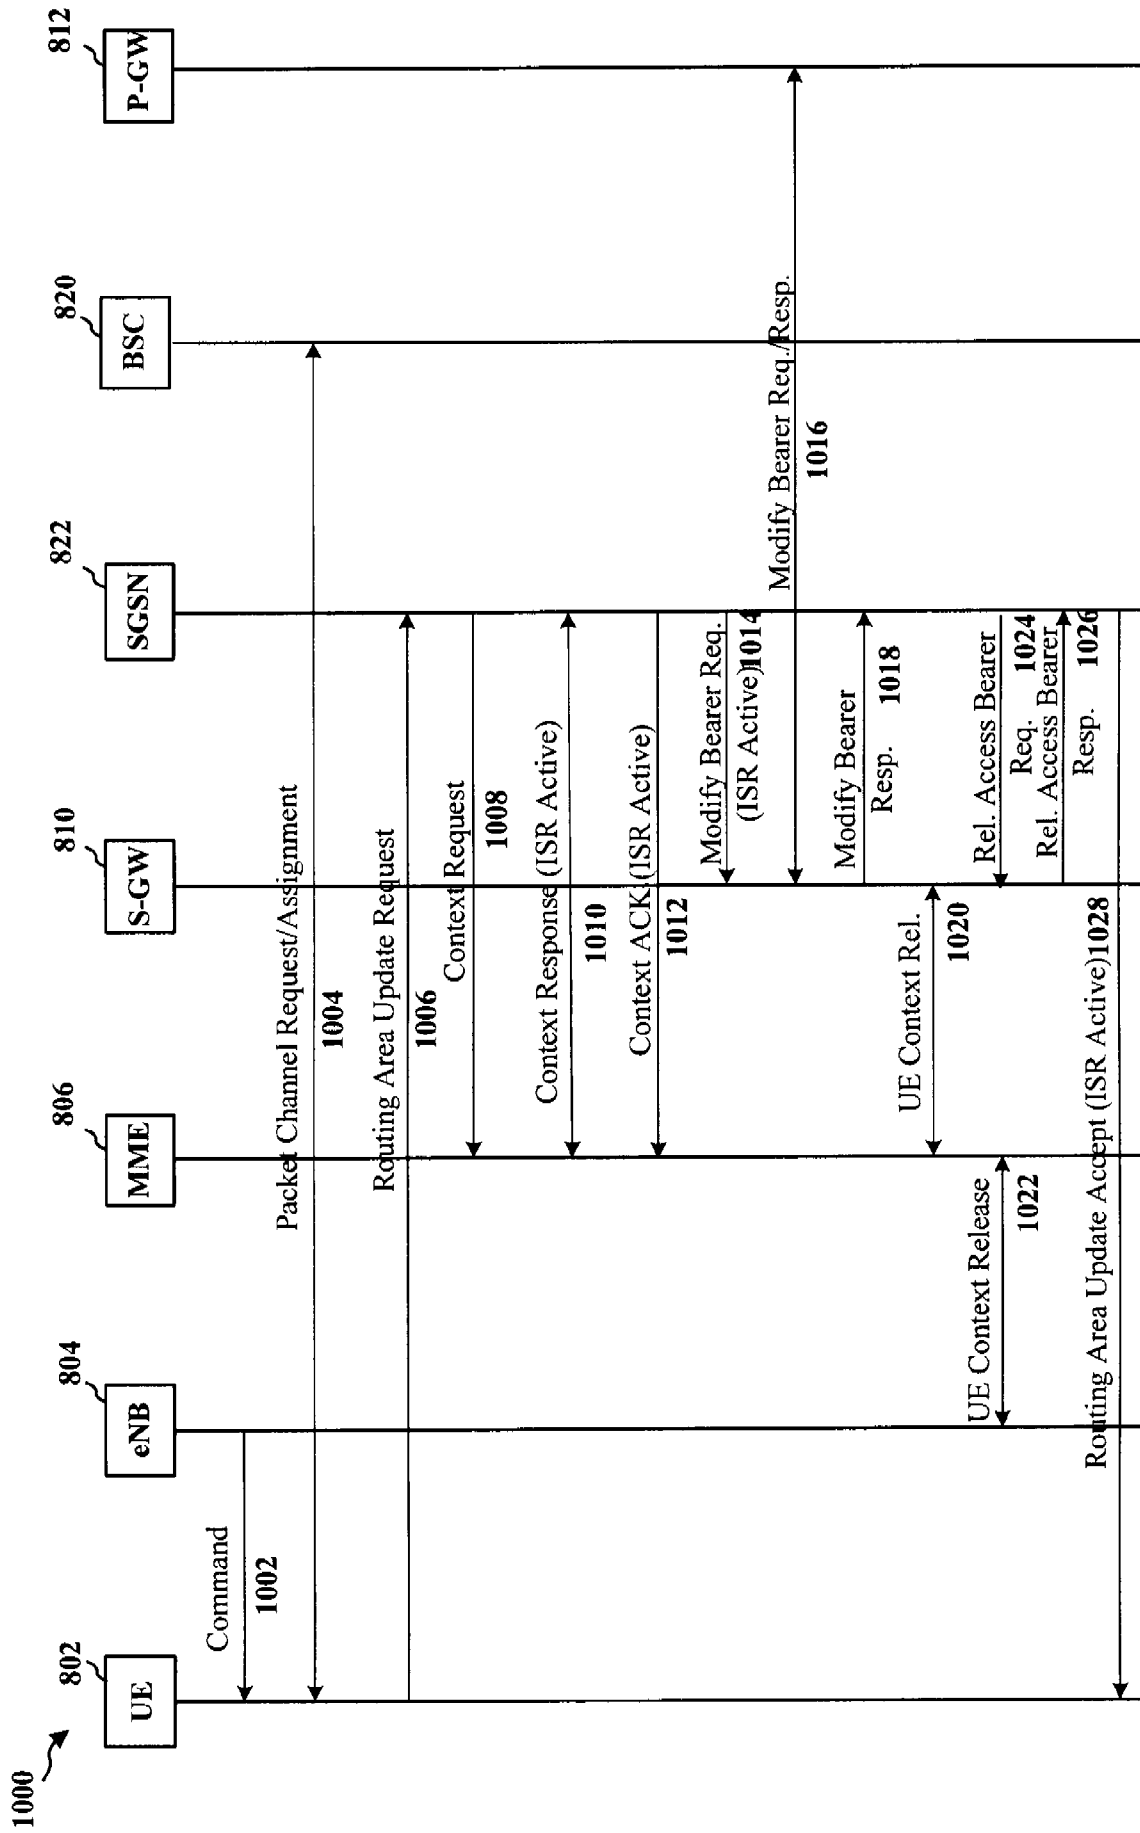 1000
802
804
806
810
822
820
812
UE
eNB
MME
S-GW
SGSN
BSC
P-GW
Command
1002
Packet Channel Request/Assignment
1004
Routing Area Update Request
1006
Context Request
1008
Context Response (ISR Active)
1010
Context ACK (ISR Active)
1012
Modify Bearer Req.
(ISR Active)1014
Modify Bearer Req./Resp.
1016
Modify Bearer
Resp.
1018
UE Context Rel.
1020
UE Context Release
1022
Rel. Access Bearer
Req.
1024
Rel. Access Bearer
Resp.
1026
Routing Area Update Accept (ISR Active)1028